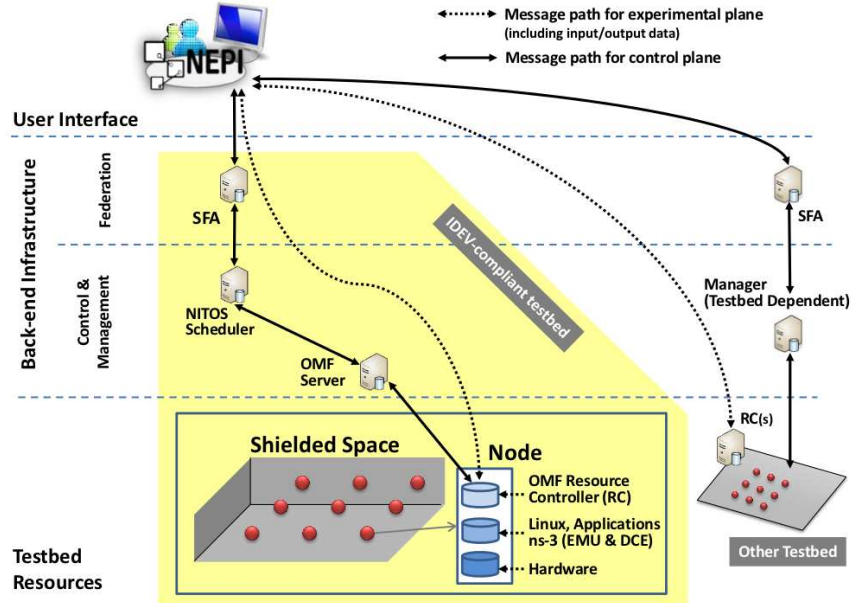 Message path for experimental plane
(including input/output data)
Message path for control plane
NEPI
User Interface
Back-end Infrastructure
Federation
SFA
SFA
IDEV-compliant testbed
Control &
Management
NITOS
Scheduler
Manager
(Testbed Dependent)
OMF
Server
RC(s)
Shielded Space
Node
OMF Resource
Controller (RC)
Linux, Applications
ns-3 (EMU & DCE)
Hardware
Other Testbed
Testbed
Resources